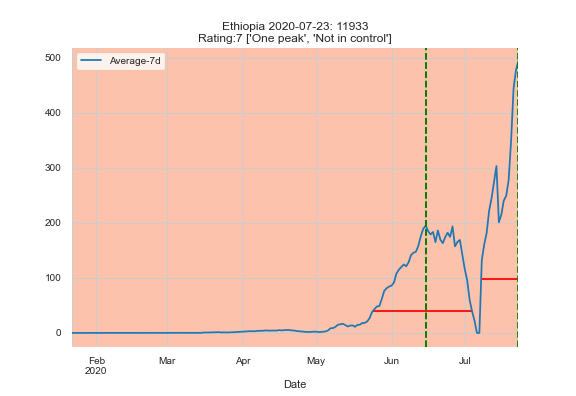 Ethiopia 2020-07-23: 11933
Rating:7 ['One peak', 'Not in control']
Average-7d
500
400
300
200
100
0
Feb Mar Apr May Jun Jul
2020
Date